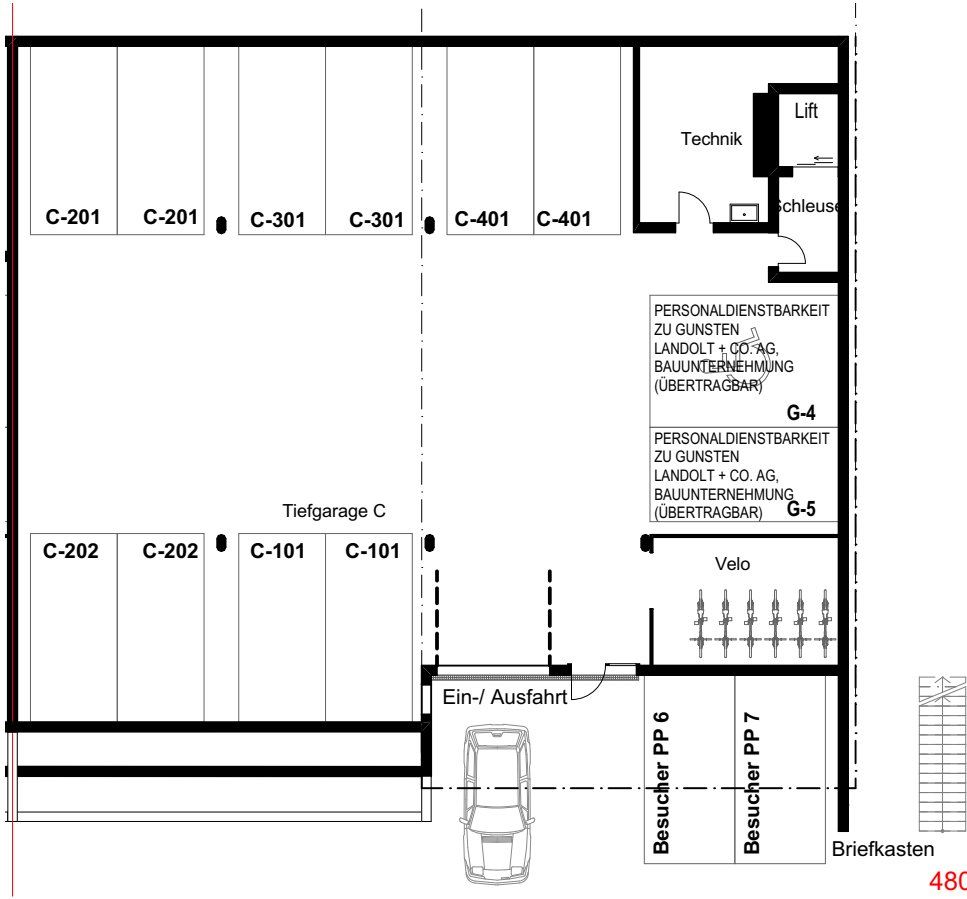 Lift
Technik
Schleuse
C-201 C-201 C-301 C-301 C-401 C-401
PERSONALDIENSTBARKEIT
ZU GUNSTEN
LANDOLT + CO. AG,
BAUUNTERNEHMUNG
(ÜBERTRAGBAR)
G-4
PERSONALDIENSTBARKEIT
ZU GUNSTEN
LANDOLT + CO. AG,
BAUUNTERNEHMUNG
(ÜBERTRAGBAR) G-5
Tiefgarage C
C-202 C-202 C-101 C-101
Velo
Ein-/ Ausfahrt
Besucher PP 6
Besucher PP 7
Briefkasten
480